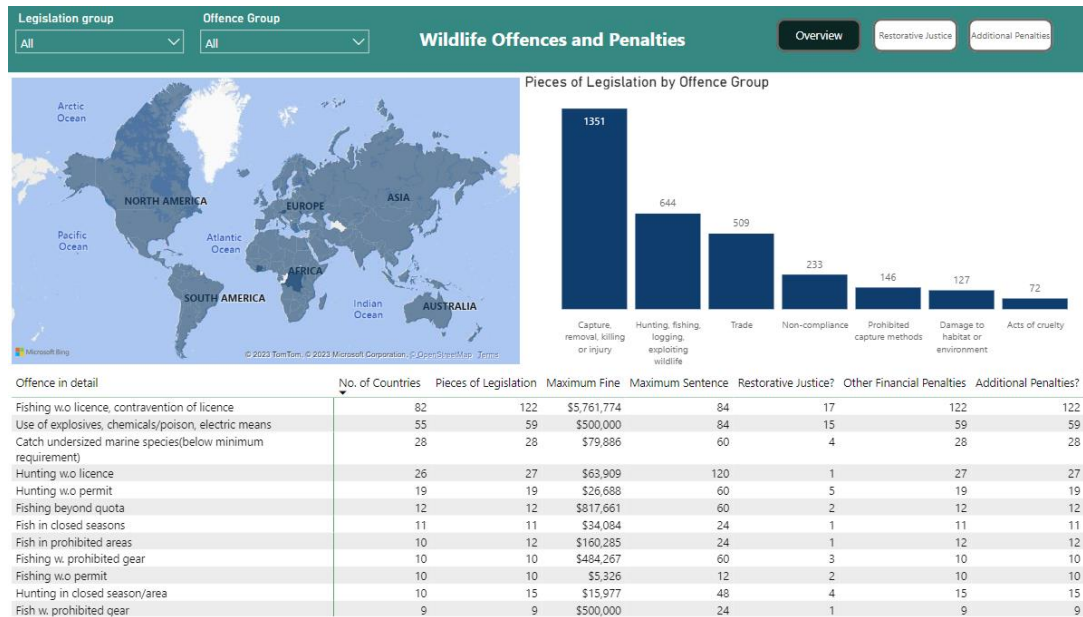 Legislation group
Offence Group
All
All
Wildlife Offences and Penalties
Overview
Restorative Justice
Additional Penalties
Pieces of Legislation by Offence Group
Arctic
Ocean
NORTH AMERICA
EUROPE
ASIA
Pacific
Ocean
Atlantic
Ocean
AFRICA
SOUTH AMERICA
Indian
Ocean
AUSTRALIA
Microsoft Bing
© 2023 TomTom, © 2023 Microsoft Corporation, © OpenStreetMap Terms
1351
644
509
233
146
127
72
Capture,
removal, killing
or injury
Hunting, fishing,
logging,
exploiting
wildlife
Trade
Non-compliance
Prohibited
capture methods
Damage to
habitat or
environment
Acts of cruelty
Offence in detail No. of Countries Pieces of Legislation Maximum Fine Maximum Sentence Restorative Justice? Other Financial Penalties Additional Penalties?
Fishing w.o licence, contravention of licence 82 122 $5,761,774 84 17 122 122
Use of explosives, chemicals/poison, electric means 55 59 $500,000 84 15 59 59
Catch undersized marine species(below minimum
requirement) 28 28 $79,886 60 4 28 28
Hunting w.o licence 26 27 $63,909 120 1 27 27
Hunting w.o permit 19 19 $26,688 60 5 19 19
Fishing beyond quota 12 12 $817,661 60 2 12 12
Fish in closed seasons 11 11 $34,084 24 1 11 11
Fish in prohibited areas 10 12 $160,285 24 1 12 12
Fishing w. prohibited gear 10 10 $484,267 60 3 10 10
Fishing w.o permit 10 10 $5,326 12 2 10 10
Hunting in closed season/area 10 15 $15,977 48 4 15 15
Fish w. prohibited gear 9 9 $500,000 24 1 9 9